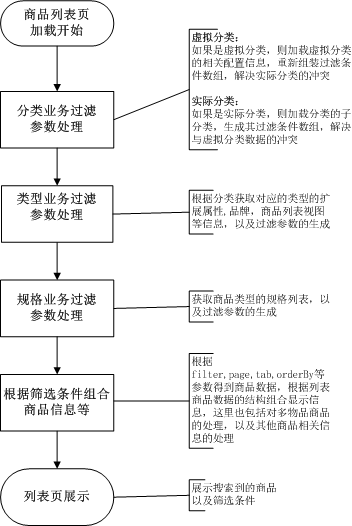 商品列表页
加载开始
虚拟分类:
如果是虚拟分类，则加载虚拟分类
的相关配置信息，重新组装过滤条
件数组，解决实际分类的冲突
实际分类:
如果是实际分类，则加载分类的子
分类，生成其过滤条件数组，解决
与虚拟分类数据的冲突
分类业务过滤
参数处理
类型业务过滤
参数处理
根据分类获取对应的类型的扩
展属性,品牌，商品列表视图
等信息，以及过滤参数的生成
规格业务过滤
参数处理
获取商品类型的规格列表，以
及过滤参数的生成
根据筛选条件组合
商品信息等
根据
filter,page,tab,orderBy等
参数得到商品数据，根据列表
商品数据的结构组合显示信
息，这里也包括对多物品商品
的处理，以及其他商品相关信
息的处理
列表页展示
展示搜索到的商品
以及筛选条件